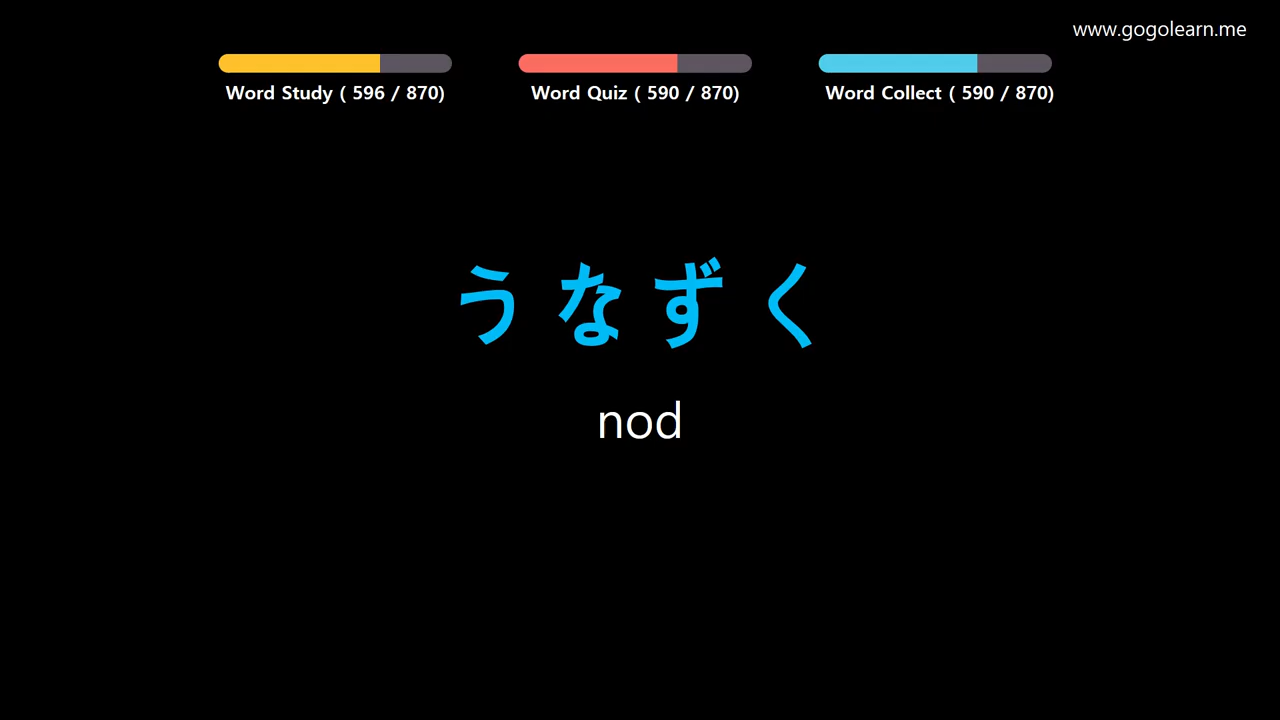 www.gogolearn.me
Word Study ( 596 / 870)
Word Quiz ( 590 / 870)
Word Collect ( 590 / 870)
うなずく
nod